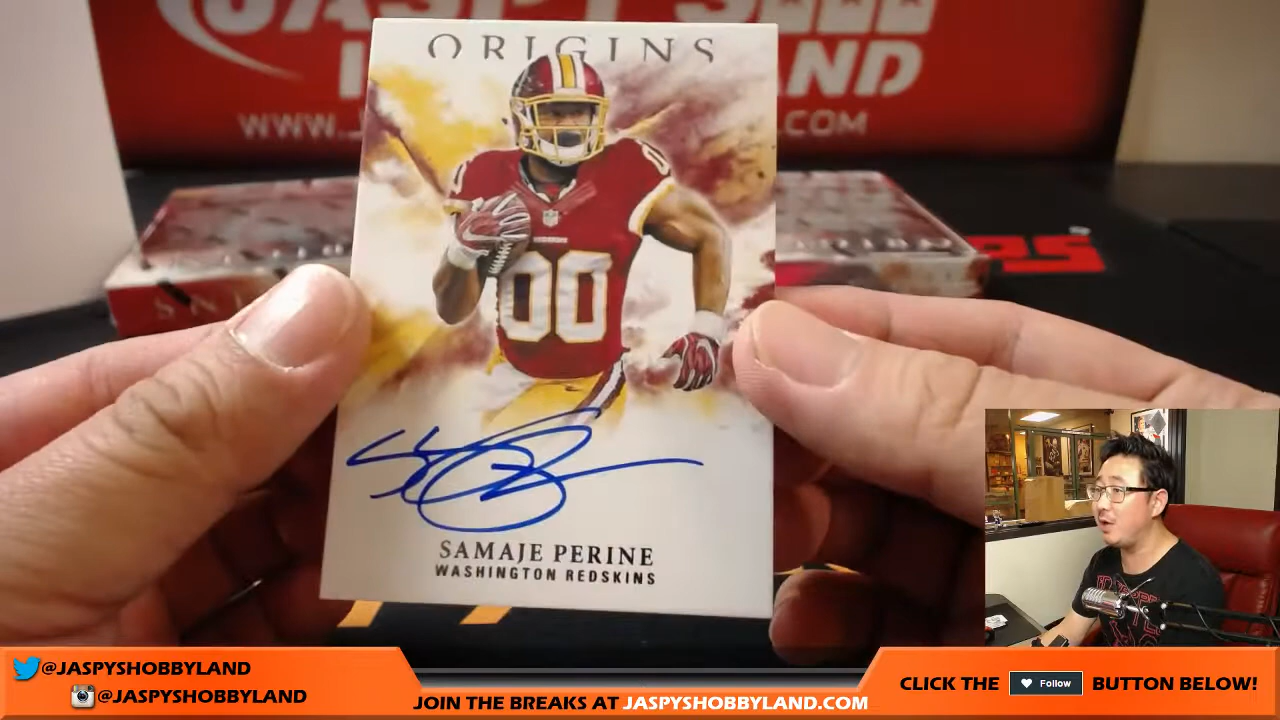 ORIGINS
00
SAMAJE PERINE
WASHINGTON REDSKINS
@JASPYSHOBBYLAND
@JASPYSHOBBYLAND
JOIN THE BREAKS AT JASPYSHOBBYLAND.COM
CLICK THE Follow BUTTON BELOW!